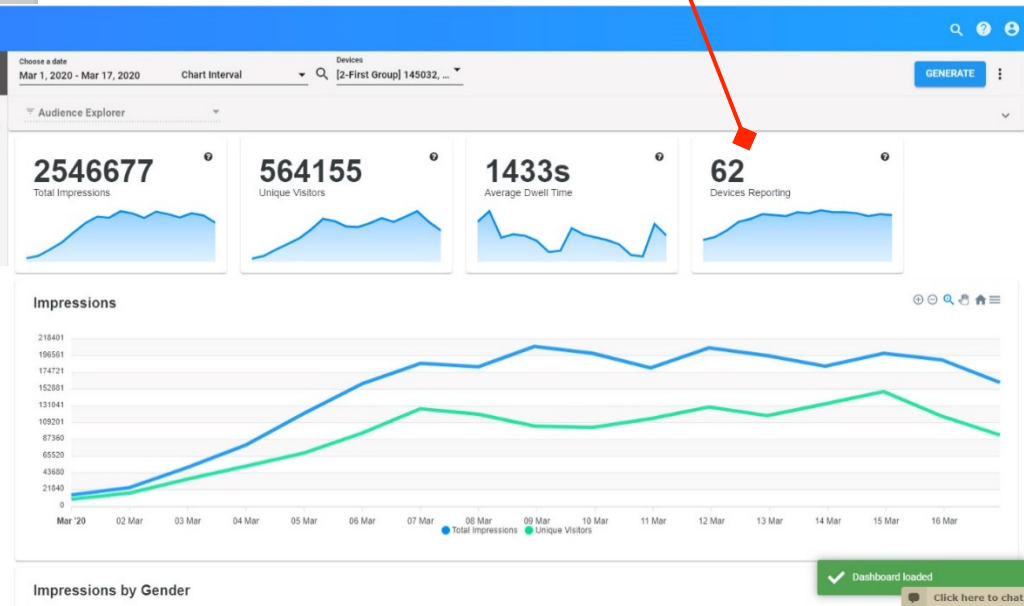 Choose a date
Mar 1, 2020 - Mar 17, 2020
Chart Interval
Devices
[2-First Group] 145032, ...
GENERATE
Audience Explorer
2546677
Total Impressions
564155
Unique Visitors
1433s
Average Dwell Time
62
Devices Reporting
Impressions
218401
196561
174721
152881
131041
109201
87360
65520
43680
21840
0
Mar '20 02 Mar 03 Mar 04 Mar 05 Mar 06 Mar 07 Mar 08 Mar 09 Mar 10 Mar 11 Mar 12 Mar 13 Mar 14 Mar 15 Mar 16 Mar
Total Impressions Unique Visitors
Impressions by Gender
Dashboard loaded
Click here to chat